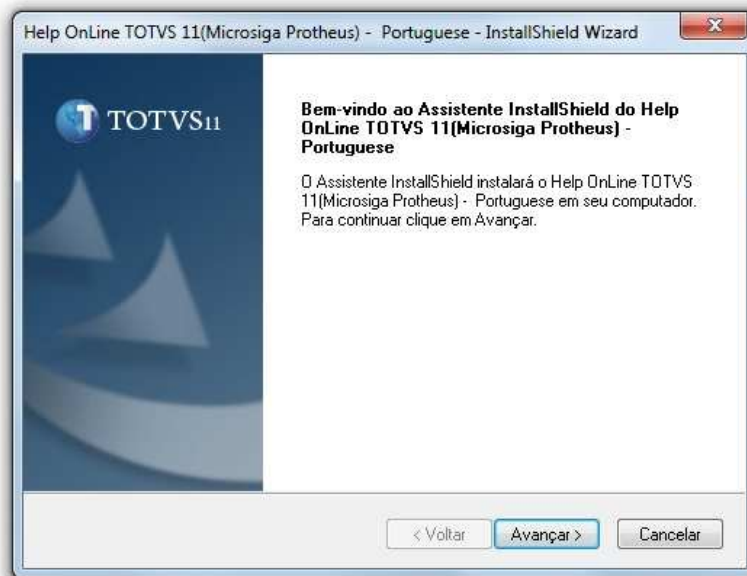 Help OnLine TOTVS 11(Microsiga Protheus) - Portuguese - InstallShield Wizard
TOTVS11
Bem-vindo ao Assistente InstallShield do Help
OnLine TOTVS 11(Microsiga Protheus) -
Portuguese
O Assistente InstallShield instalará o Help OnLine TOTVS
11(Microsiga Protheus) - Portuguese em seu computador.
Para continuar clique em Avançar.
< Voltar
Avançar >
Cancelar